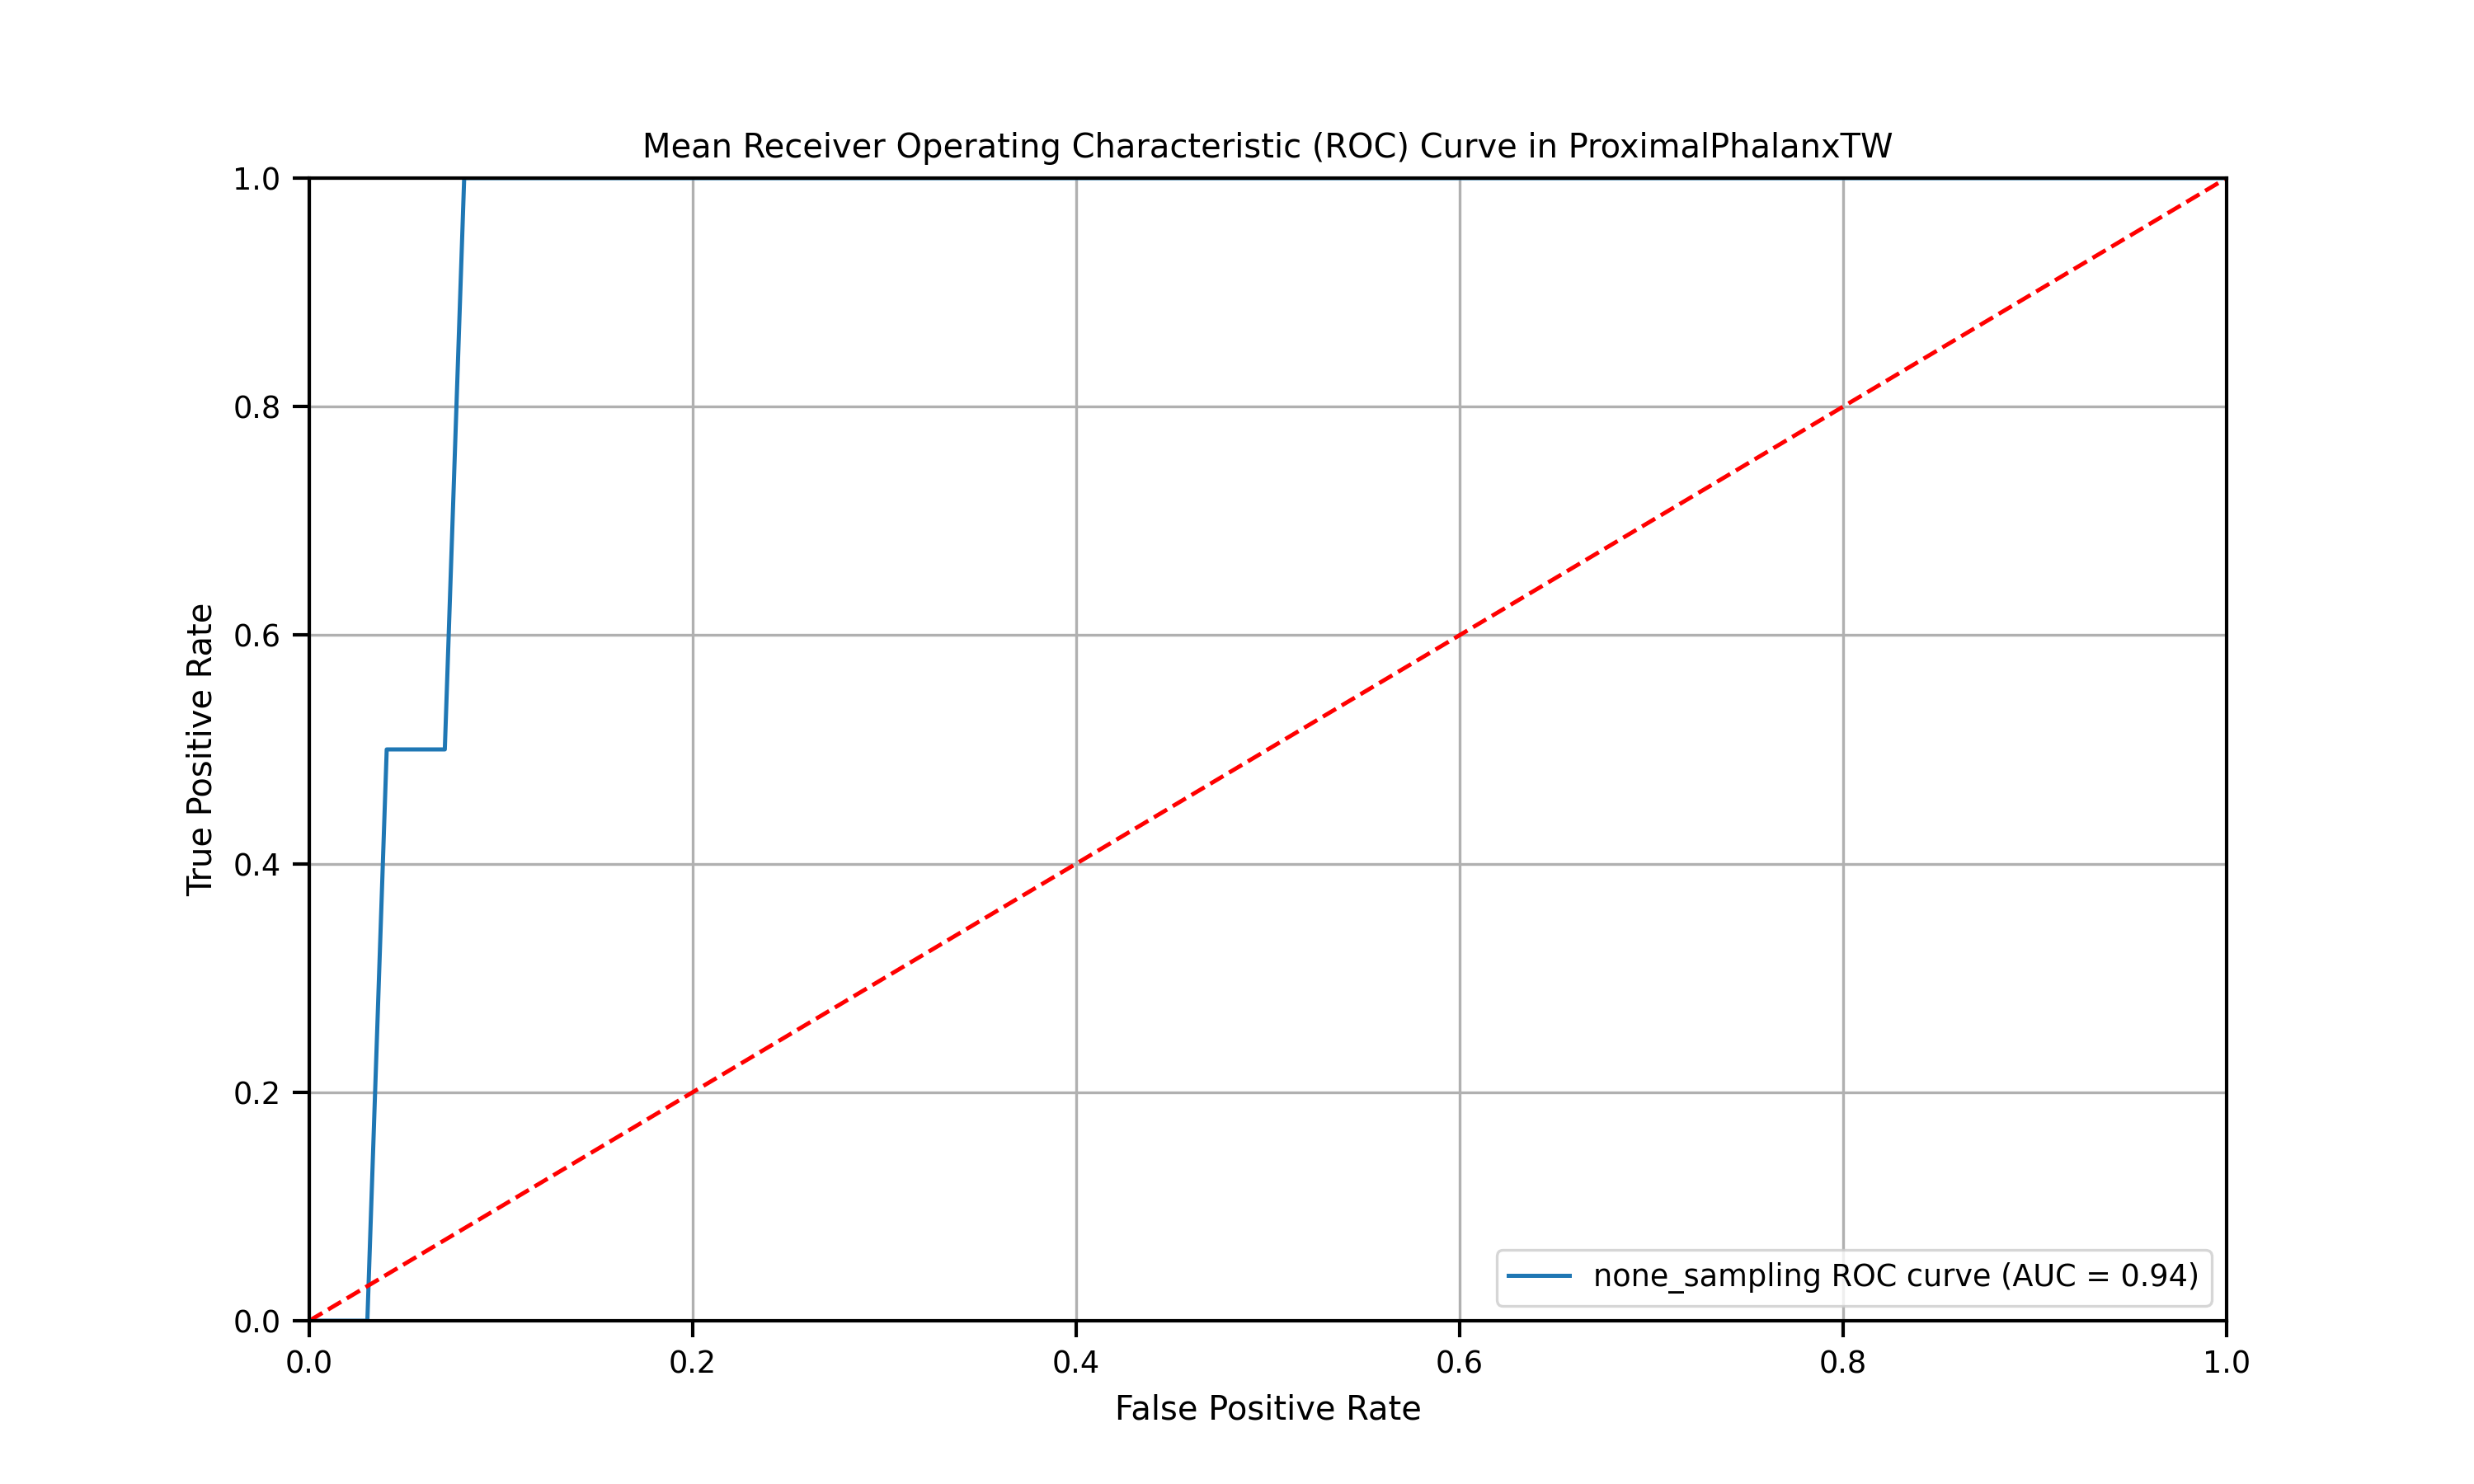 Mean Receiver Operating Characteristic (ROC) Curve in ProximalPhalanxTW
1.0
0.8
0.6
0.4
0.2
0.0
True Positive Rate
none_sampling ROC curve (AUC = 0.94)
0.0 0.2 0.4 0.6 0.8 1.0
False Positive Rate